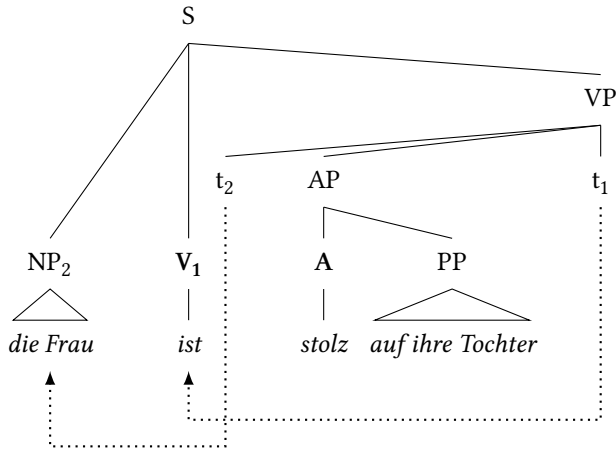 S
VP
t₂ AP t₁
NP₂ V₁ A PP
die Frau ist stolz auf ihre Tochter